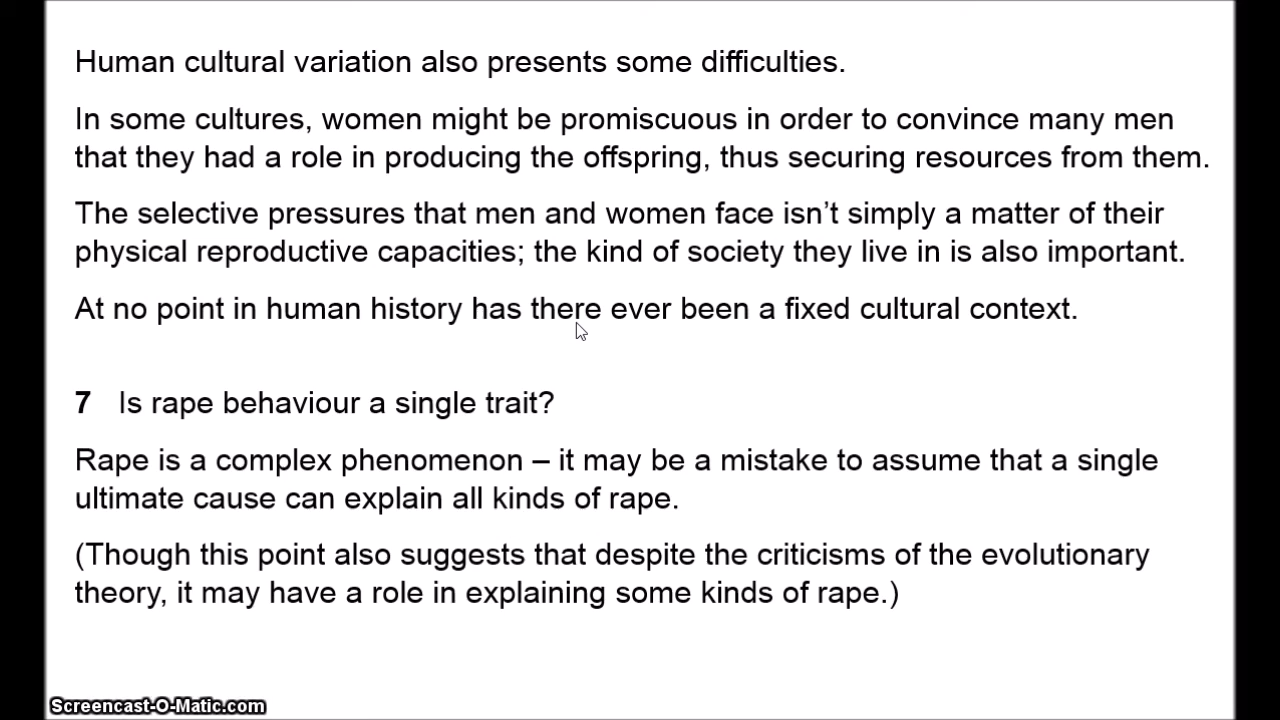 Human cultural variation also presents some difficulties.
In some cultures, women might be promiscuous in order to convince many men
that they had a role in producing the offspring, thus securing resources from them.
The selective pressures that men and women face isn’t simply a matter of their
physical reproductive capacities; the kind of society they live in is also important.
At no point in human history has there ever been a fixed cultural context.
7 Is rape behaviour a single trait?
Rape is a complex phenomenon – it may be a mistake to assume that a single
ultimate cause can explain all kinds of rape.
(Though this point also suggests that despite the criticisms of the evolutionary
theory, it may have a role in explaining some kinds of rape.)
Screencast-O-Matic.com